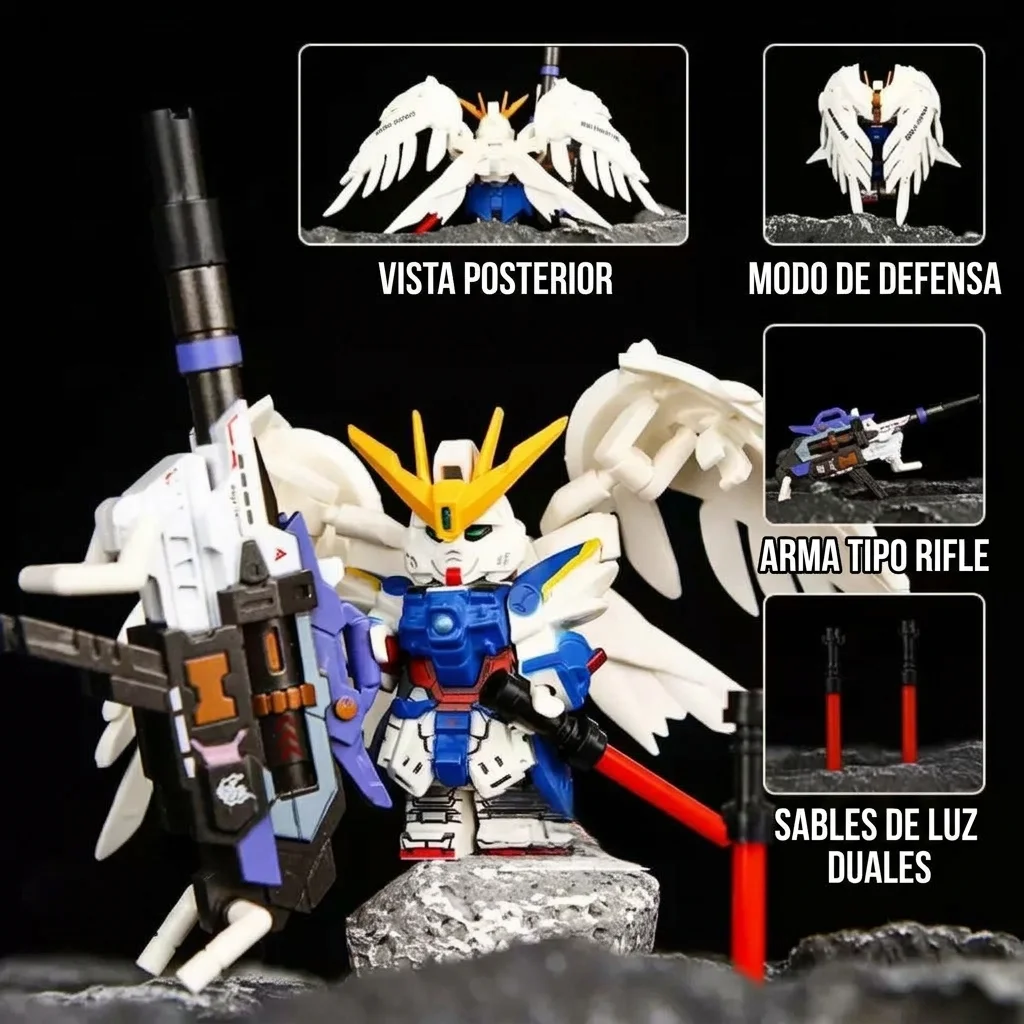 VISTA POSTERIOR
MODO DE DEFENSA
ARMA TIPO RIFLE
SABLES DE LUZ
DUALES